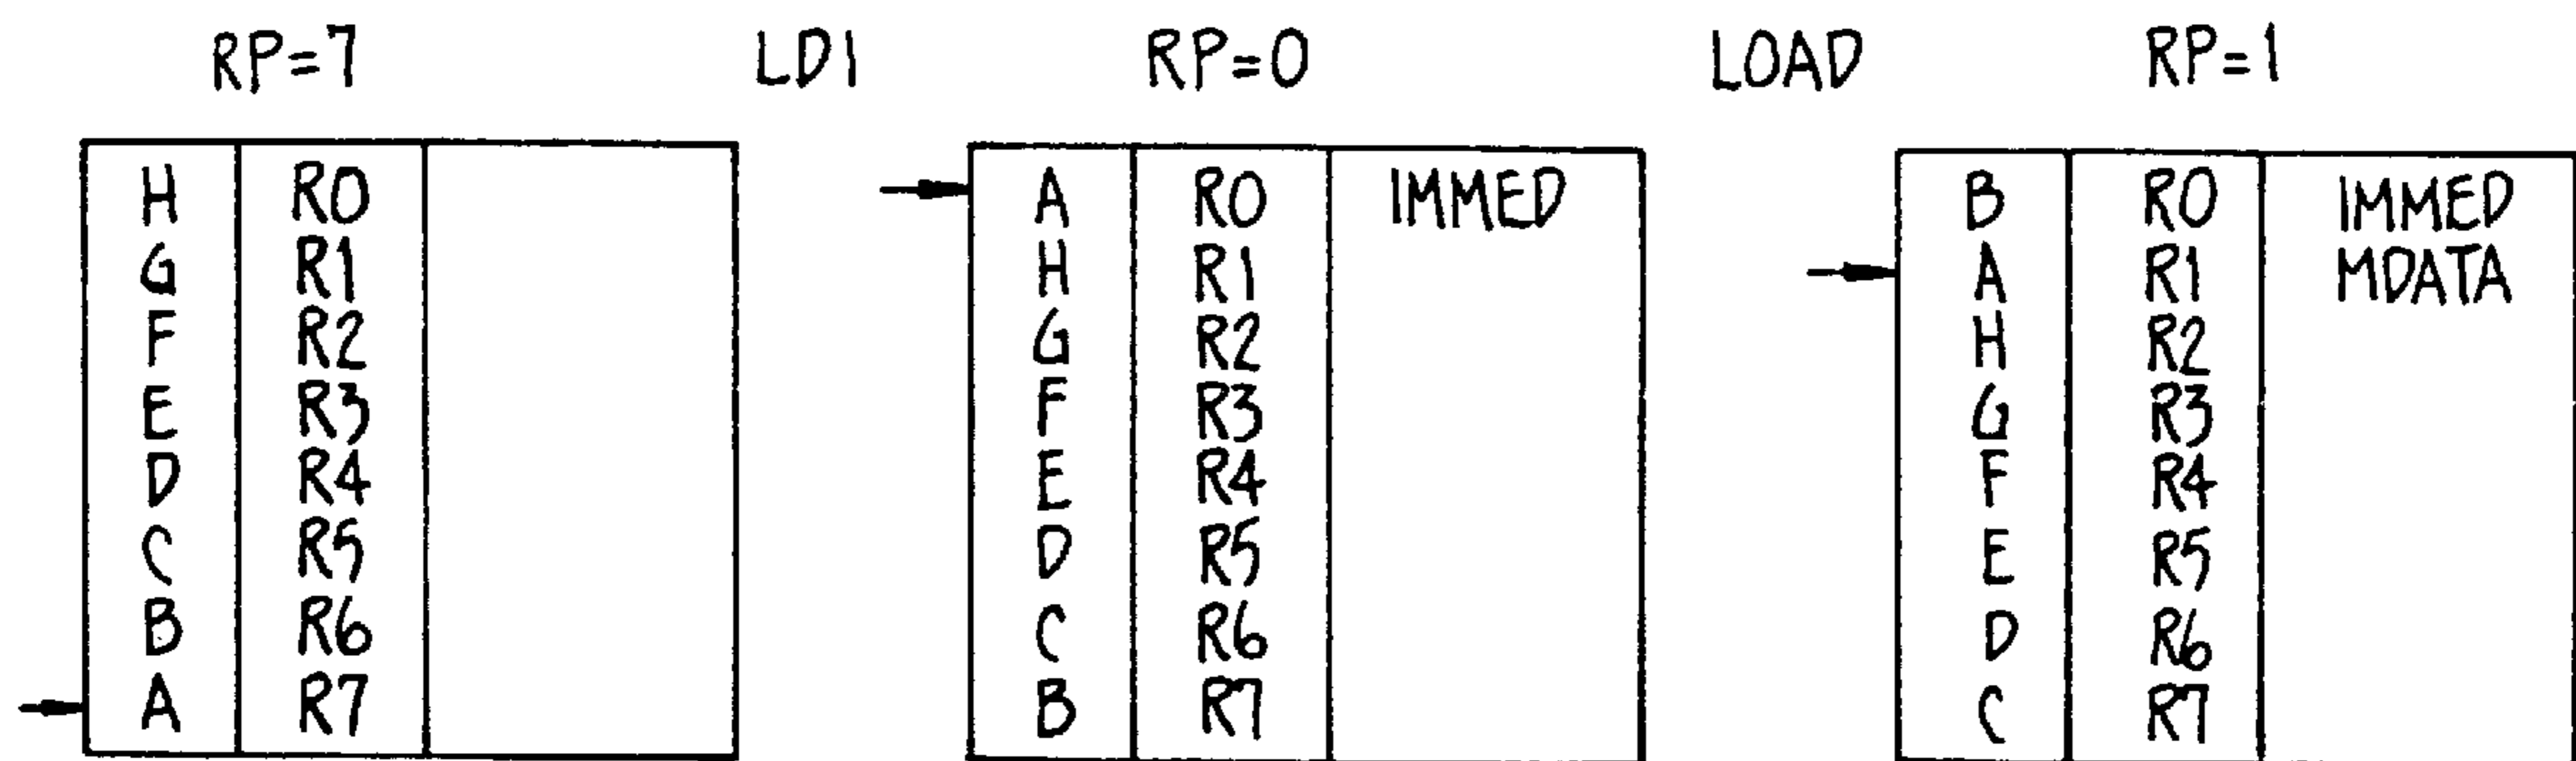 RP=7 LDI RP=0 LOAD RP=1
H R0 A R0 IMMED B R0 IMMED
G R1 H R1 A R1 MDATA
F R2 G R2 H R2
E R3 F R3 G R3
D R4 E R4 F R4
C R5 D R5 E R5
B R6 C R6 D R6
A R7 B R7 C R7